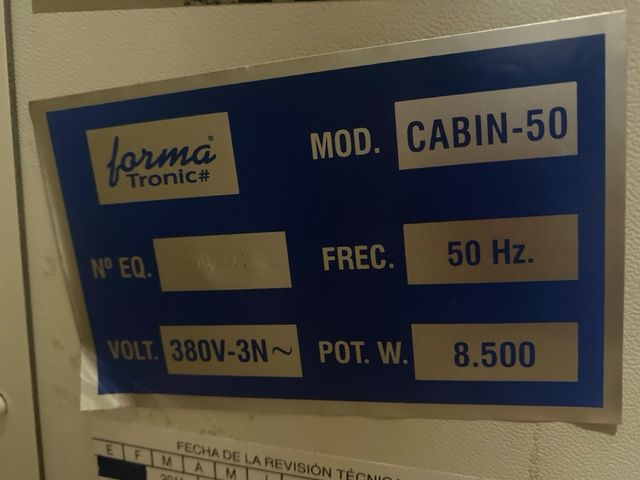 forma®
Tronic#
MOD. CABIN-50
Nº EQ.
FREC. 50 Hz.
VOLT. 380V-3N~
POT. W. 8.500
FECHA DE LA REVISIÓN TÉCNICA
E F M A M